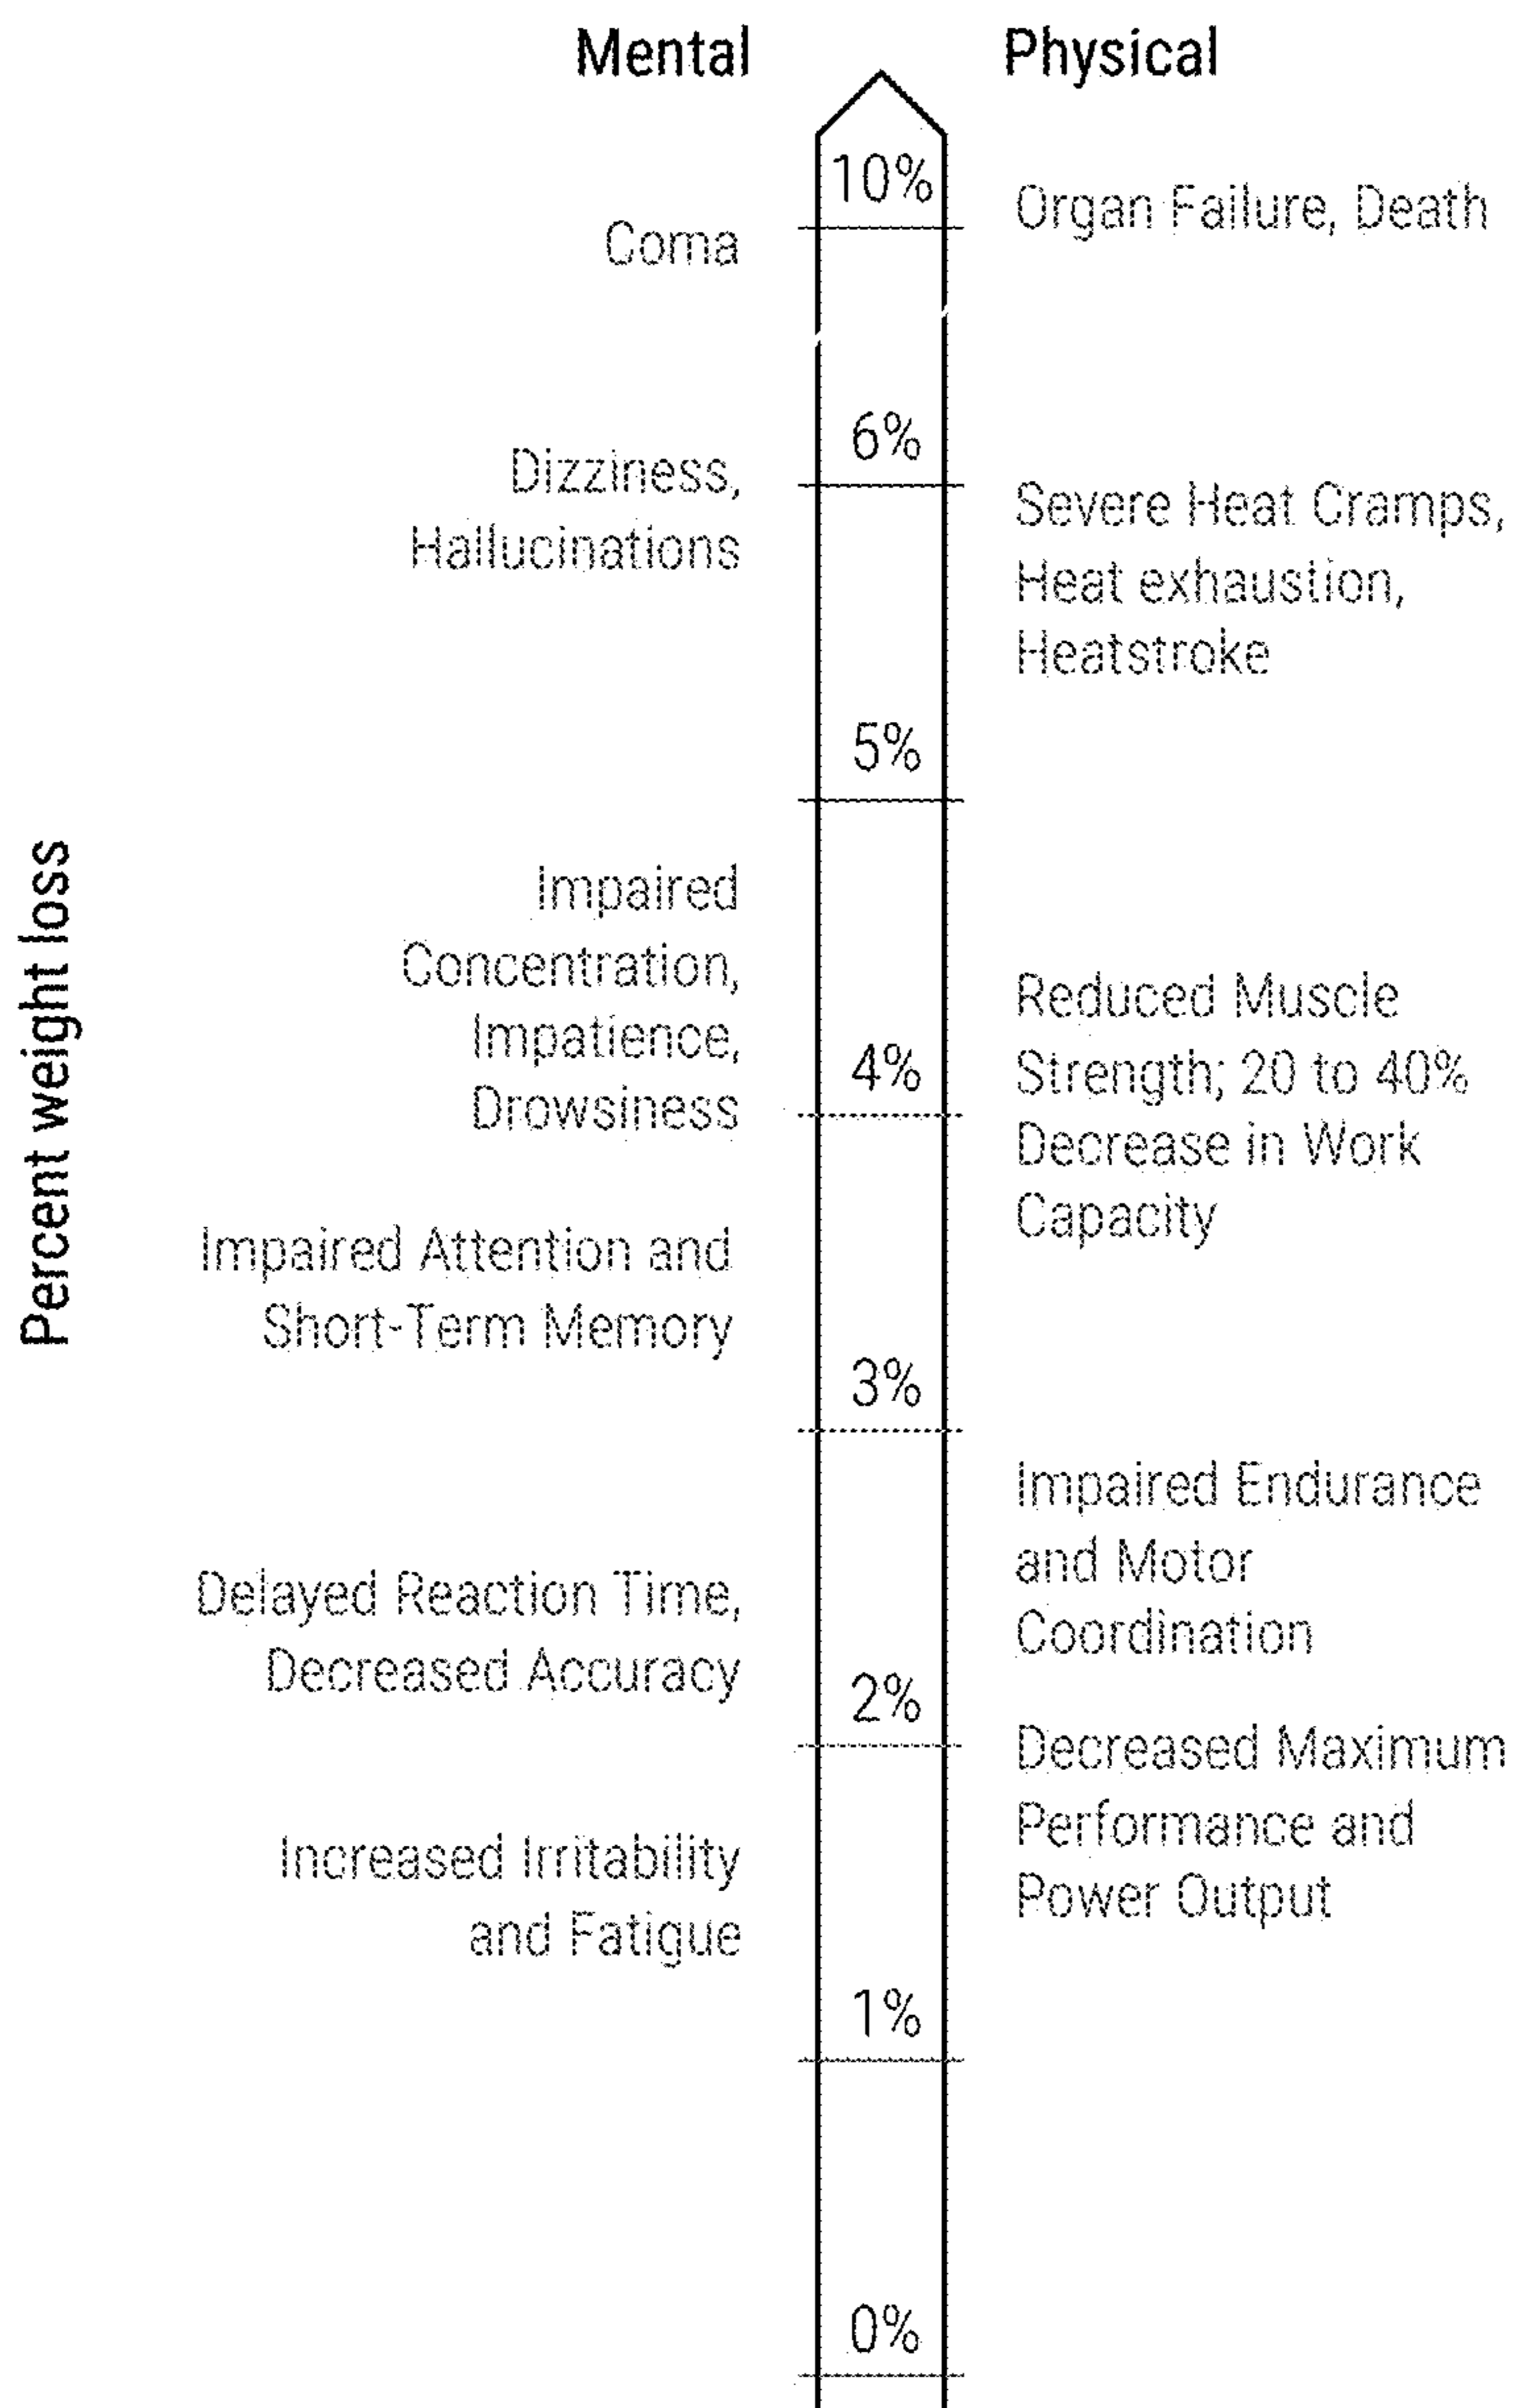 Mental
Physical
10%
Organ Failure, Death
Coma
6%
Dizziness,
Hallucinations
Severe Heat Cramps,
Heat exhaustion,
Heatstroke
5%
Percent weight loss
Impaired
Concentration,
Impatience,
Drowsiness
4%
Reduced Muscle
Strength; 20 to 40%
Decrease in Work
Capacity
Impaired Attention and
Short-Term Memory
3%
Impaired Endurance
and Motor
Coordination
Delayed Reaction Time,
Decreased Accuracy
2%
Decreased Maximum
Performance and
Power Output
Increased Irritability
and Fatigue
1%
0%